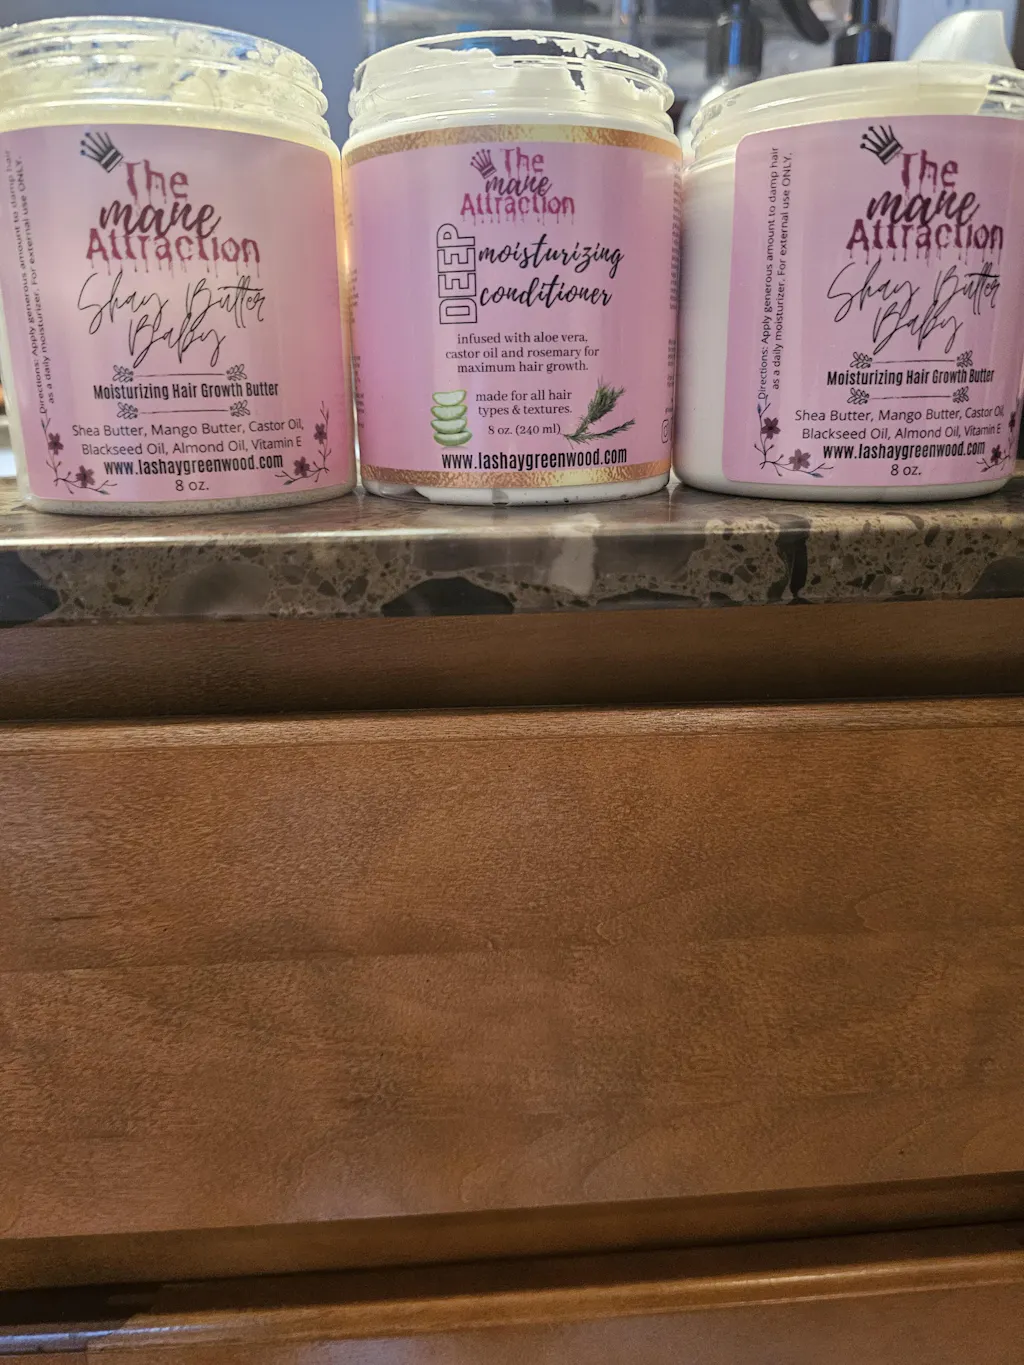 The
mane
Attraction
Shay Butter
Baby
Moisturizing Hair Growth Butter
Shea Butter, Mango Butter, Castor Oil,
Blackseed Oil, Almond Oil, Vitamin E
www.lashaygreenwood.com
8 oz.
Directions: Apply generous amount to damp hair
as a daily moisturizer. For external use ONLY.
The
mane
Attraction
DEEP
moisturizing
conditioner
infused with aloe vera,
castor oil and rosemary for
maximum hair growth.
made for all hair
types & textures.
8 oz. (240 ml)
www.lashaygreenwood.com
Directions: Apply generous amount to damp hair
as a daily moisturizer. For external use ONLY.
The
mane
Attraction
Shay Butter
Baby
Moisturizing Hair Growth Butter
Shea Butter, Mango Butter, Castor Oil,
Blackseed Oil, Almond Oil, Vitamin E
www.lashaygreenwood.com
8 oz.